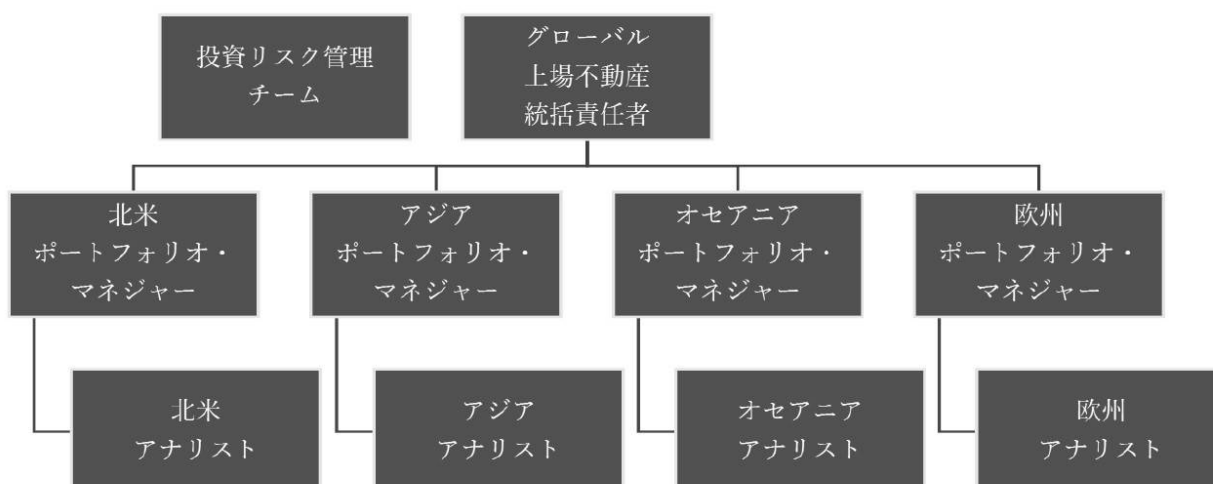 投資リスク管理
チーム
グローバル
上場不動産
統括責任者
北米
ポートフォリオ・
マネジャー
アジア
ポートフォリオ・
マネジャー
オセアニア
ポートフォリオ・
マネジャー
欧州
ポートフォリオ・
マネジャー
北米
アナリスト
アジア
アナリスト
オセアニア
アナリスト
欧州
アナリスト